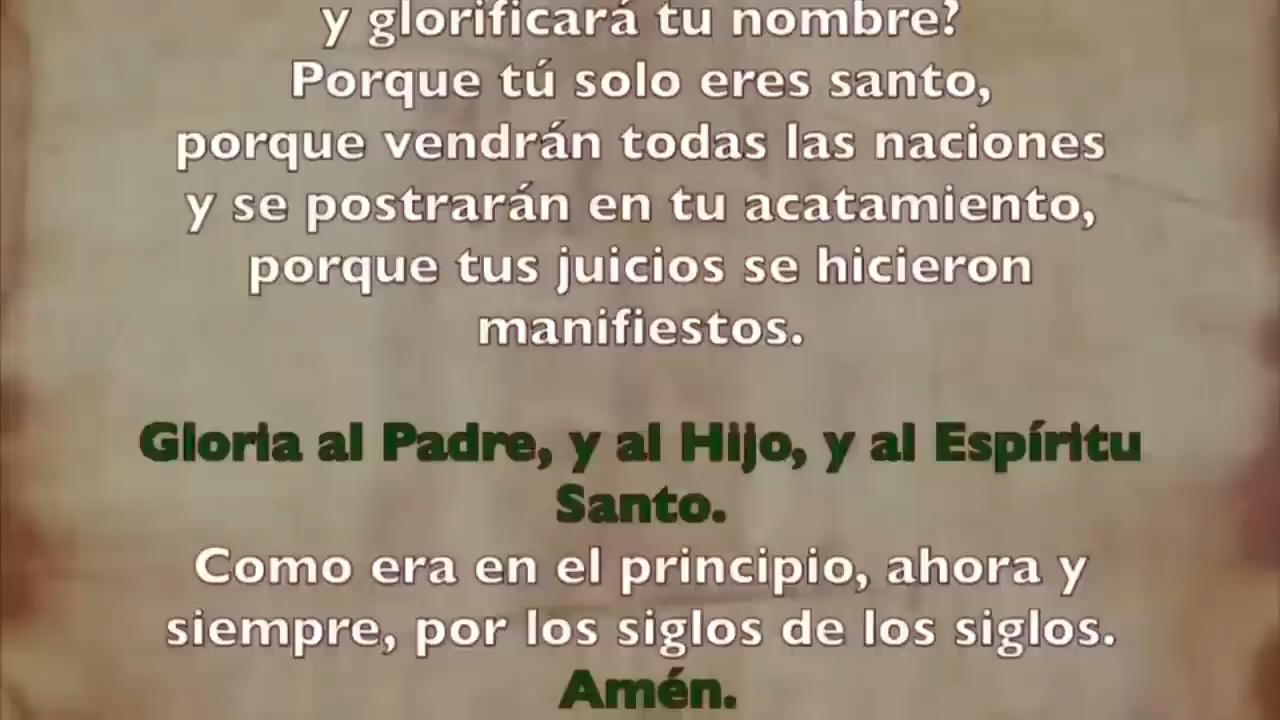 y glorificará tu nombre?
Porque tú solo eres santo,
porque vendrán todas las naciones
y se postrarán en tu acatamiento,
porque tus juicios se hicieron
manifiestos.
Gloria al Padre, y al Hijo, y al Espíritu
Santo.
Como era en el principio, ahora y
siempre, por los siglos de los siglos.
Amén.